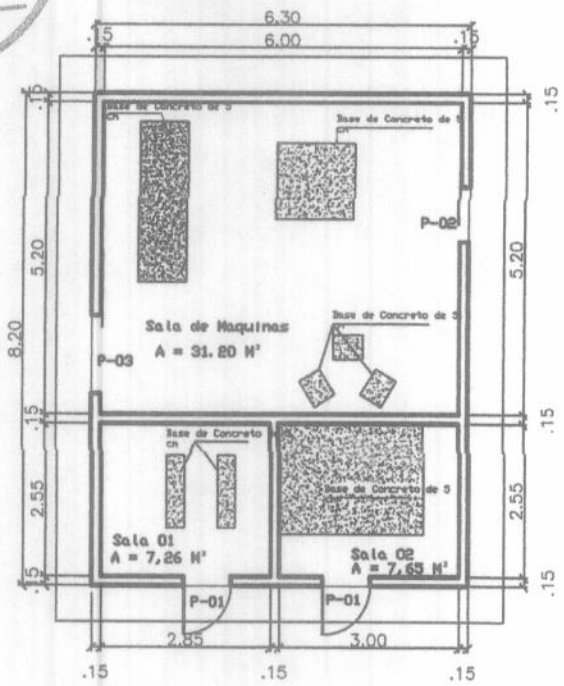 6.30
.15 6.00 .15
.15 .15
Base de Concreto de 5
cm
Base de Concreto de
cm
P-02
5.20 5.20
8.20
Base de Concreto de 5
Sala de Maquinas
A = 31.20 M²
P-03
.15 .15
Base de Concreto
cm
2.55 2.55
Base de Concreto de 5
Sala 01
A = 7,26 M²
Sala 02
A = 7,65 M²
.15 .15
P-01 P-01
2.85 3.00
.15 .15 .15